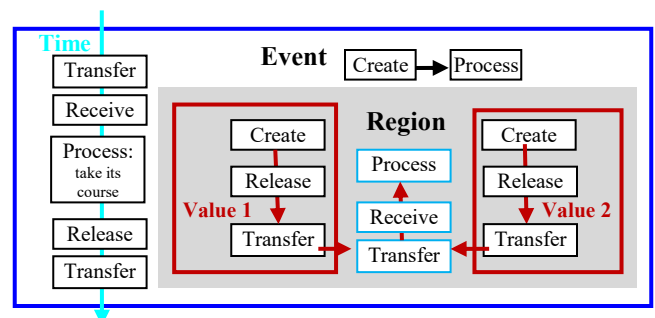 Time
Transfer
Receive
Process:
take its
course
Release
Transfer
Event
Create
Process
Region
Create
Release
Value 1
Transfer
Process
Receive
Transfer
Create
Release
Value 2
Transfer